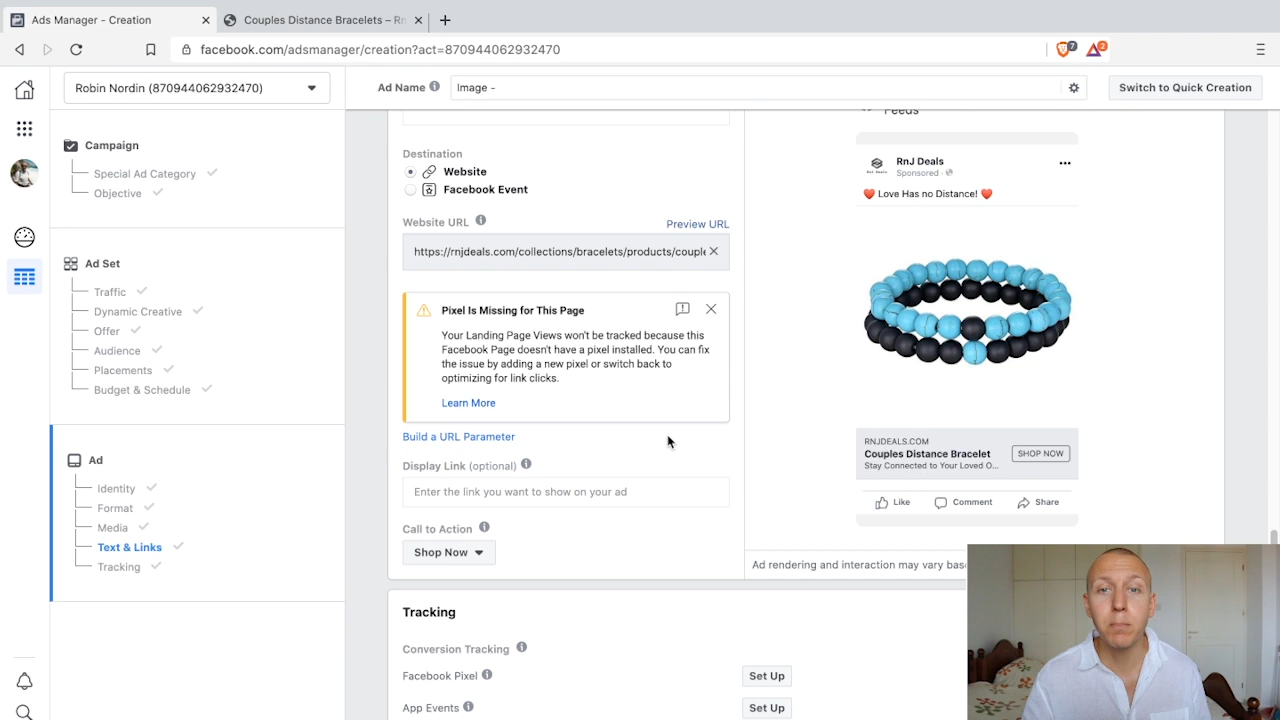 Ads Manager - Creation
Couples Distance Bracelets – Rn
facebook.com/adsmanager/creation?act=870944062932470
7
2
Robin Nordin (870944062932470)
Ad Name
Image -
Switch to Quick Creation
Campaign
Special Ad Category
Objective
Ad Set
Traffic
Dynamic Creative
Offer
Audience
Placements
Budget & Schedule
Ad
Identity
Format
Media
Text & Links
Tracking
Destination
Website
Facebook Event
Website URL
Preview URL
https://rnjdeals.com/collections/bracelets/products/couple
Pixel Is Missing for This Page
Your Landing Page Views won't be tracked because this
Facebook Page doesn't have a pixel installed. You can fix
the issue by adding a new pixel or switch back to
optimizing for link clicks.
Learn More
Build a URL Parameter
Display Link (optional)
Enter the link you want to show on your ad
Call to Action
Shop Now
Tracking
Conversion Tracking
Facebook Pixel
Set Up
App Events
Set Up
Feeds
RnJ Deals
Sponsored ·
❤️ Love Has no Distance! ❤️
RNJDEALS.COM
Couples Distance Bracelet
Stay Connected to Your Loved O...
SHOP NOW
Like
Comment
Share
Ad rendering and interaction may vary